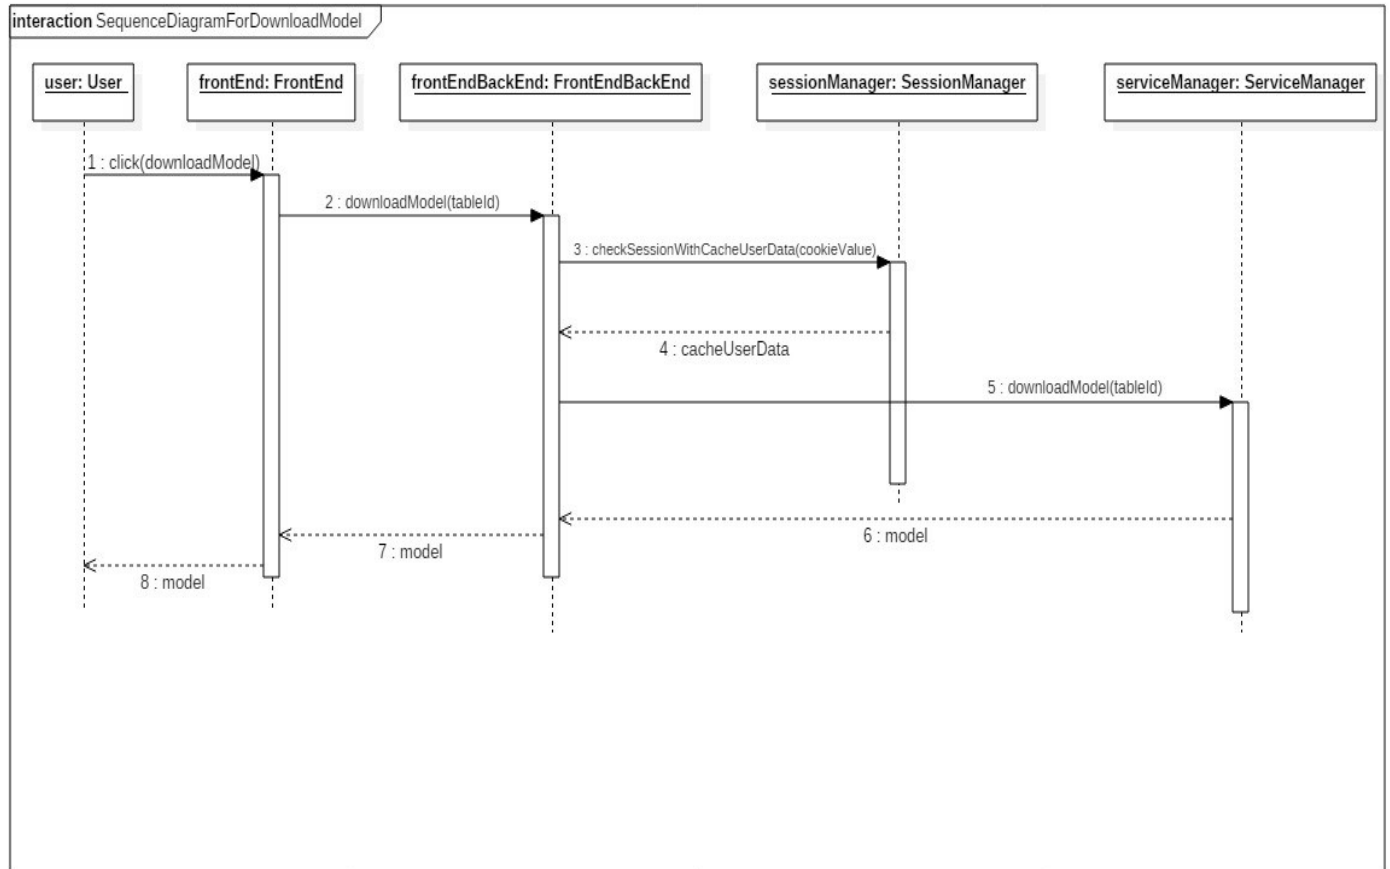 interaction SequenceDiagramForDownloadModel
user: User
frontEnd: FrontEnd
frontEndBackEnd: FrontEndBackEnd
sessionManager: SessionManager
serviceManager: ServiceManager
1 : click(downloadModel)
2 : downloadModel(tableId)
3 : checkSessionWithCacheUserData(cookieValue)
4 : cacheUserData
5 : downloadModel(tableId)
6 : model
7 : model
8 : model